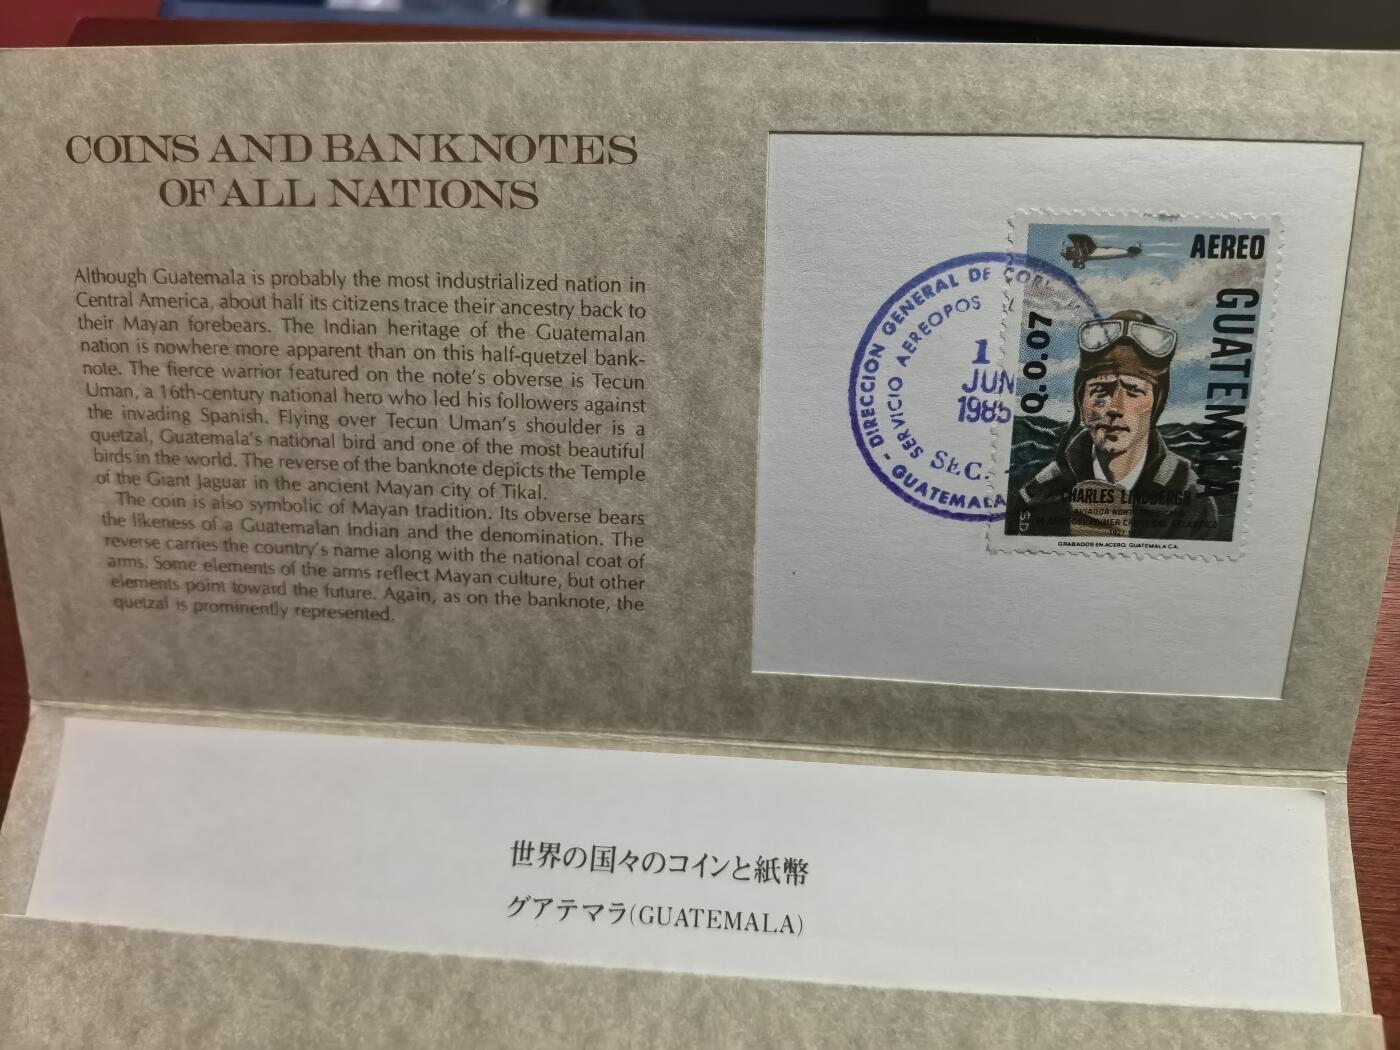 COINS AND BANKNOTES
OF ALL NATIONS
Although Guatemala is probably the most industrialized nation in
Central America, about half its citizens trace their ancestry back to
their Mayan forebears. The Indian heritage of the Guatemalan
nation is nowhere more apparent than on this half-quetzel bank-
note. The fierce warrior featured on the note's obverse is Tecun
Uman, a 16th-century national hero who led his followers against
the invading Spanish. Flying over Tecun Uman's shoulder is a
quetzal, Guatemala's national bird and one of the most beautiful
birds in the world. The reverse of the banknote depicts the Temple
of the Giant Jaguar in the ancient Mayan city of Tikal.
The coin is also symbolic of Mayan tradition. Its obverse bears
the likeness of a Guatemalan Indian and the denomination. The
reverse carries the country's name along with the national coat of
arms. Some elements of the arms reflect Mayan culture, but other
elements point toward the future. Again, as on the banknote, the
quetzal is prominently represented.
DIRECCION GENERAL DE
SERVICIO AEREOPOS
1
JUN
1985
SEC.
- GUATEMALA
AEREO
GUATEMALA
Q.0.07
CHARLES LINDBERGH
AVIADOR
DEL PRIMER CRUCE DEL ATLANTICO
1927
GRABADOS EN ACERO, GUATEMALA C.A.
世界の国々のコインと紙幣
グアテマラ(GUATEMALA)